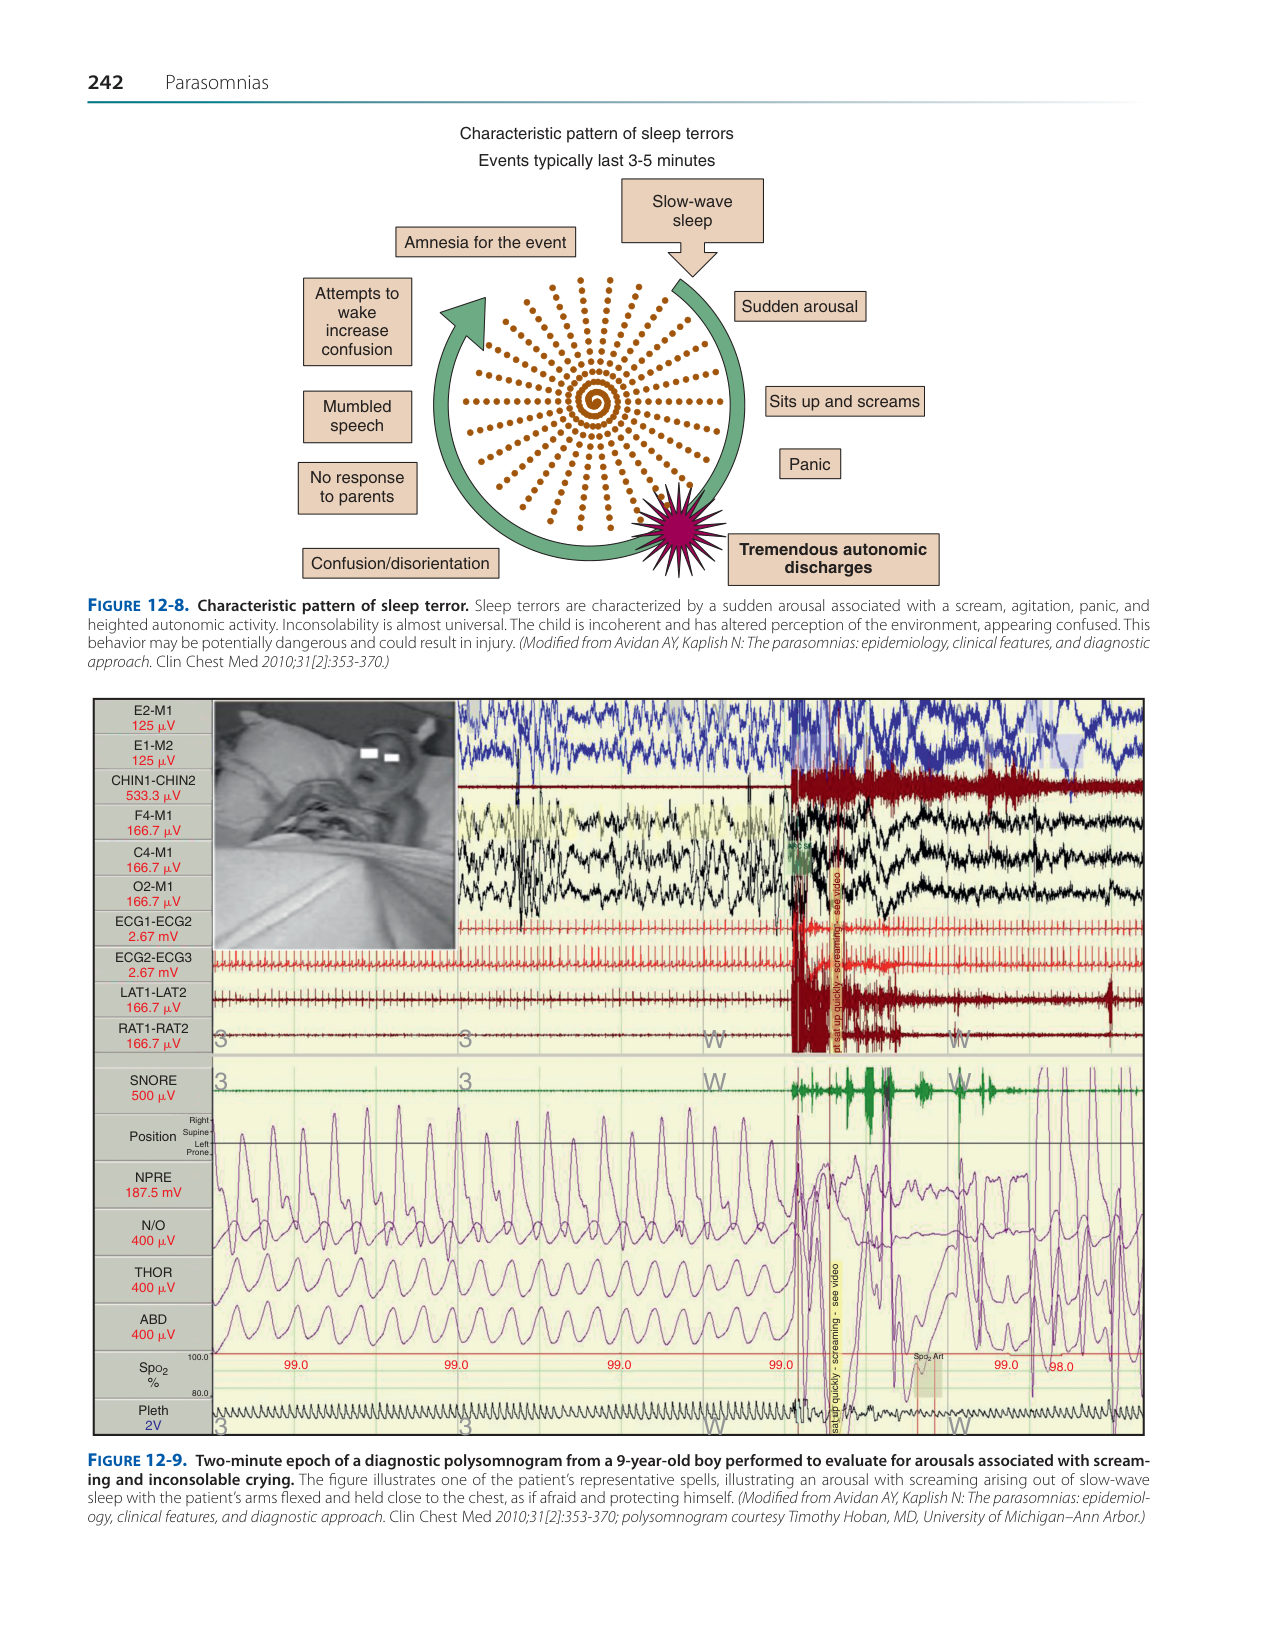 242 Parasomnias
Characteristic pattern of sleep terrors
Events typically last 3-5 minutes
Slow-wave
sleep
Amnesia for the event
Sudden arousal
Attempts to
wake
increase
confusion
Sits up and screams
Mumbled
speech
Panic
No response
to parents
Tremendous autonomic
discharges
Confusion/disorientation
FIGURE 12-8. Characteristic pattern of sleep terror. Sleep terrors are characterized by a sudden arousal associated with a scream, agitation, panic, and
heighted autonomic activity. Inconsolability is almost universal. The child is incoherent and has altered perception of the environment, appearing confused. This
behavior may be potentially dangerous and could result in injury. (Modified from Avidan AY, Kaplish N: The parasomnias: epidemiology, clinical features, and diagnostic
approach. Clin Chest Med 2010;31[2]:353-370.)
E2-M1
125 μV
E1-M2
125 μV
CHIN1-CHIN2
533.3 μV
F4-M1
166.7 μV
C4-M1
166.7 μV
O2-M1
166.7 μV
ECG1-ECG2
2.67 mV
ECG2-ECG3
2.67 mV
LAT1-LAT2
166.7 μV
RAT1-RAT2
166.7 μV
3 3 W W
pt sat up quickly - screaming - see video
SNORE
500 μV
3 3 W W
Position
Right
Supine
Left
Prone
NPRE
187.5 mV
N/O
400 μV
THOR
400 μV
ABD
400 μV
sat up quickly - screaming - see video
SpO2
%
100.0
80.0
99.0 99.0 99.0 99.0 99.0 98.0
SpO2 Art
Pleth
2V
3 3 W W
FIGURE 12-9. Two-minute epoch of a diagnostic polysomnogram from a 9-year-old boy performed to evaluate for arousals associated with scream-
ing and inconsolable crying. The figure illustrates one of the patient's representative spells, illustrating an arousal with screaming arising out of slow-wave
sleep with the patient's arms flexed and held close to the chest, as if afraid and protecting himself. (Modified from Avidan AY, Kaplish N: The parasomnias: epidemiol-
ogy, clinical features, and diagnostic approach. Clin Chest Med 2010;31[2]:353-370; polysomnogram courtesy Timothy Hoban, MD, University of Michigan–Ann Arbor.)